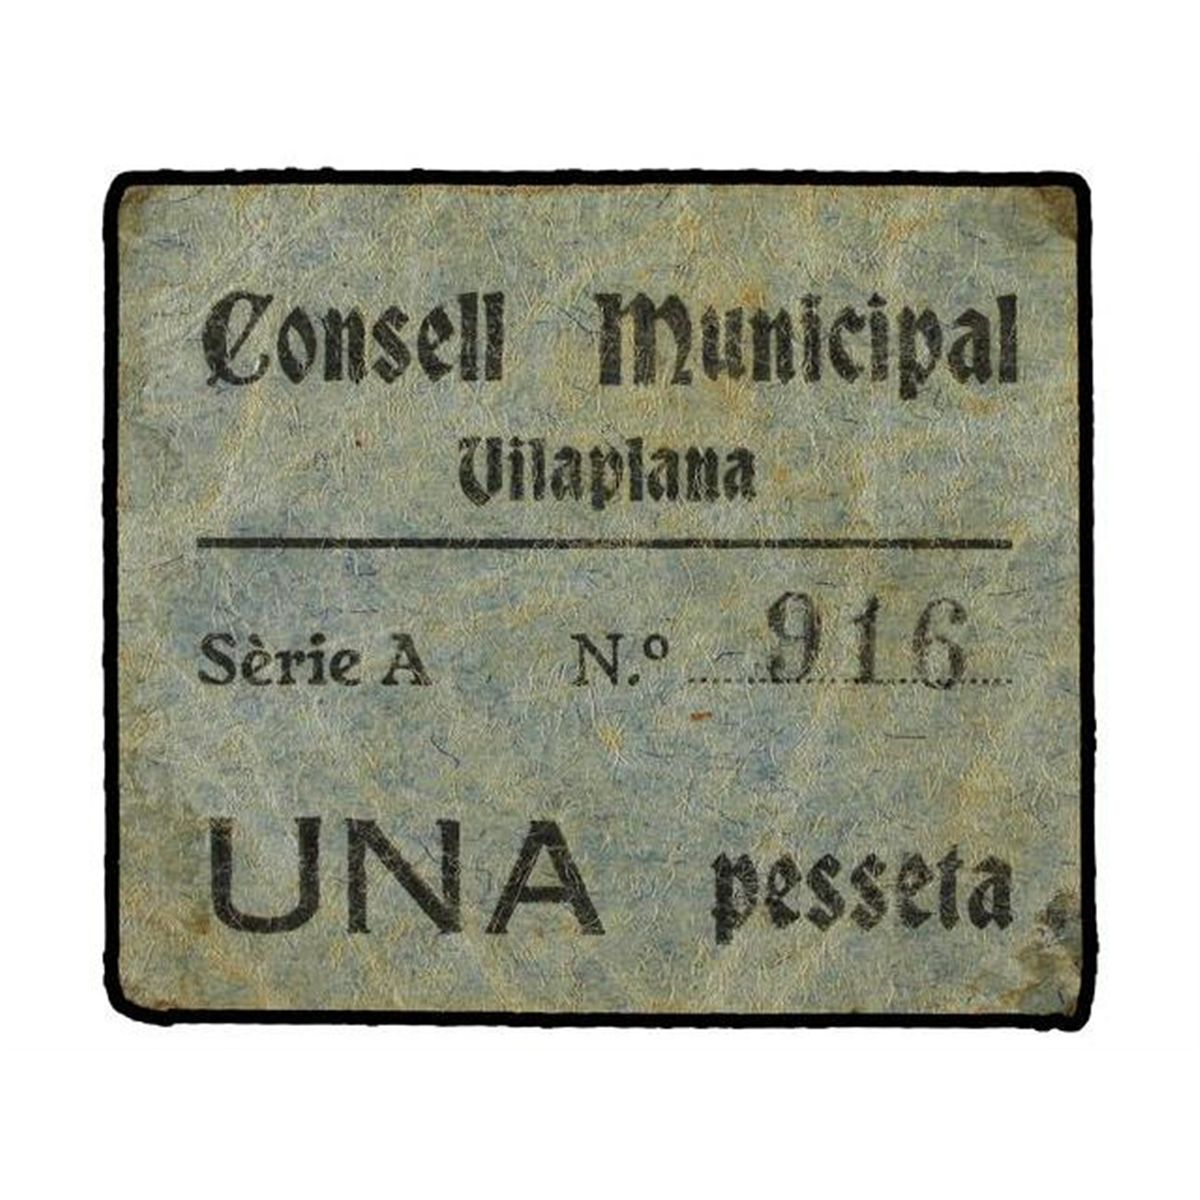 Consell Municipal
Vilaplana
Sèrie A N.º 916
UNA pesseta